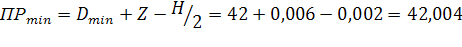 ПР_min = D_min + Z − H/2 = 42 + 0,006 − 0,002 = 42,004